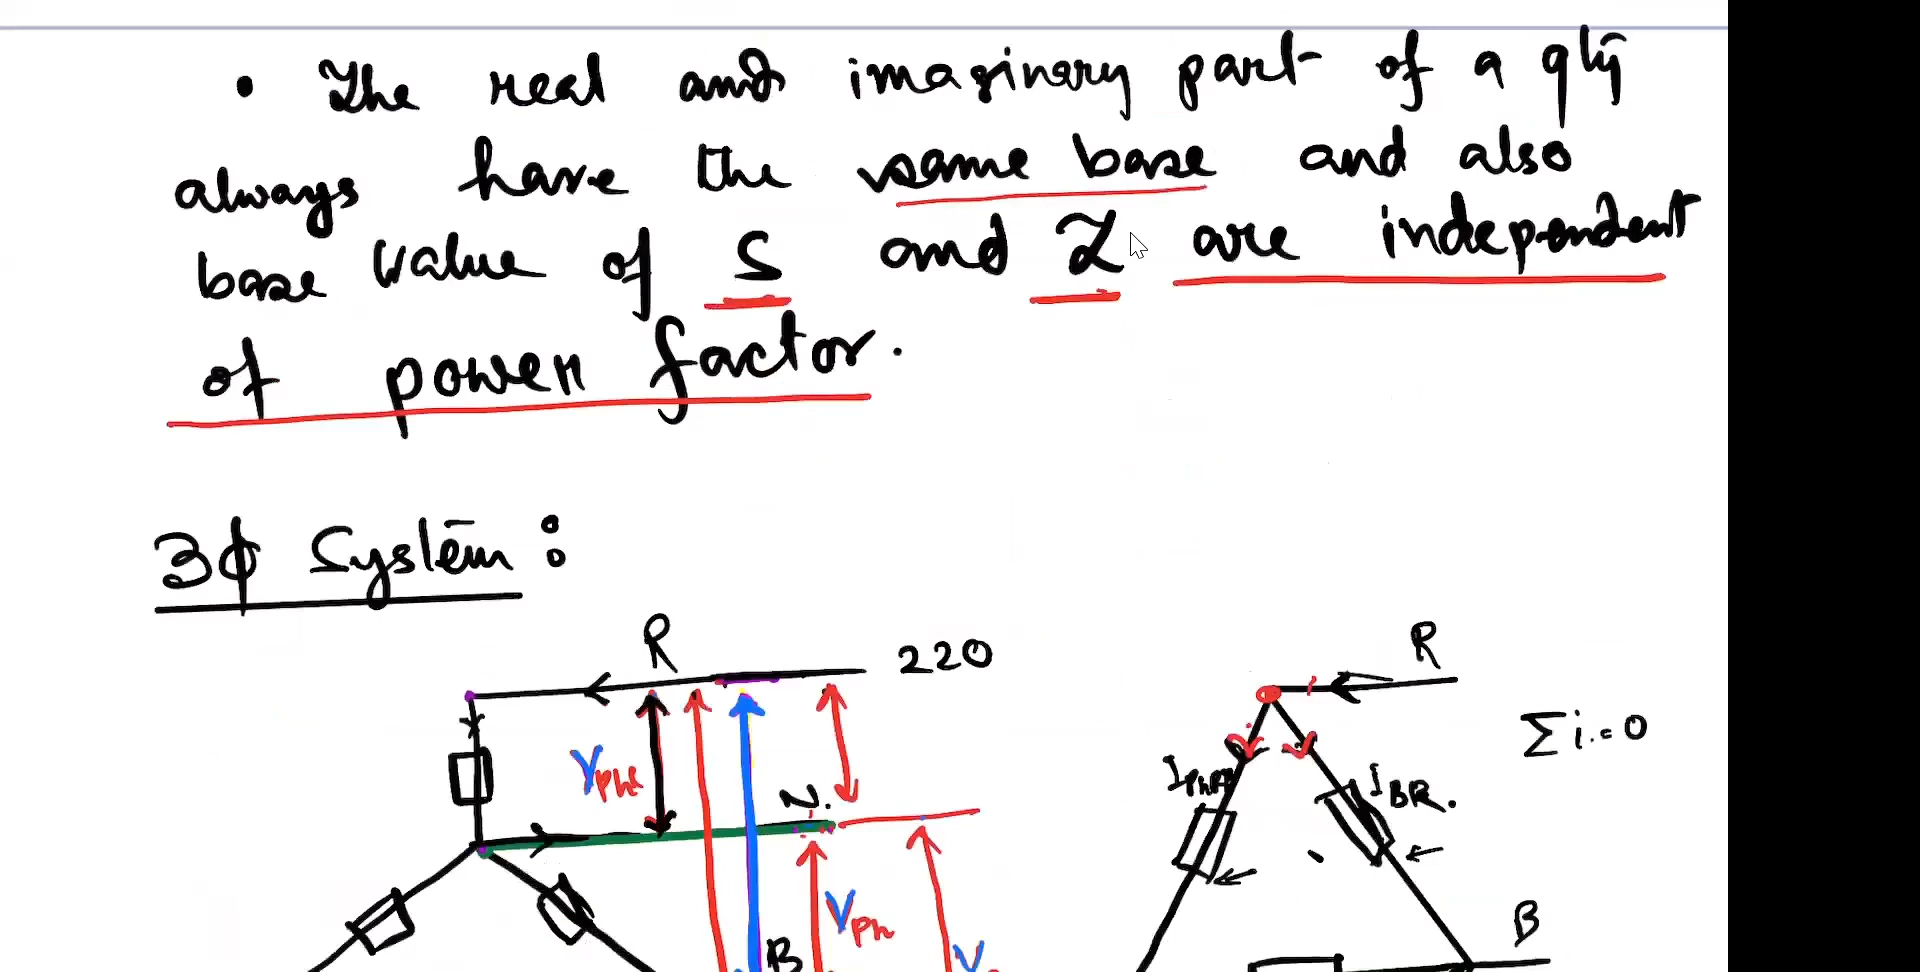 • The real and imaginary part of a qty
always have the same base and also
base value of S and Z are independent
of power factor.
3ϕ System :
R
220
R
Σi=0
Vph
N.
IBR.
Vph
B
B
V